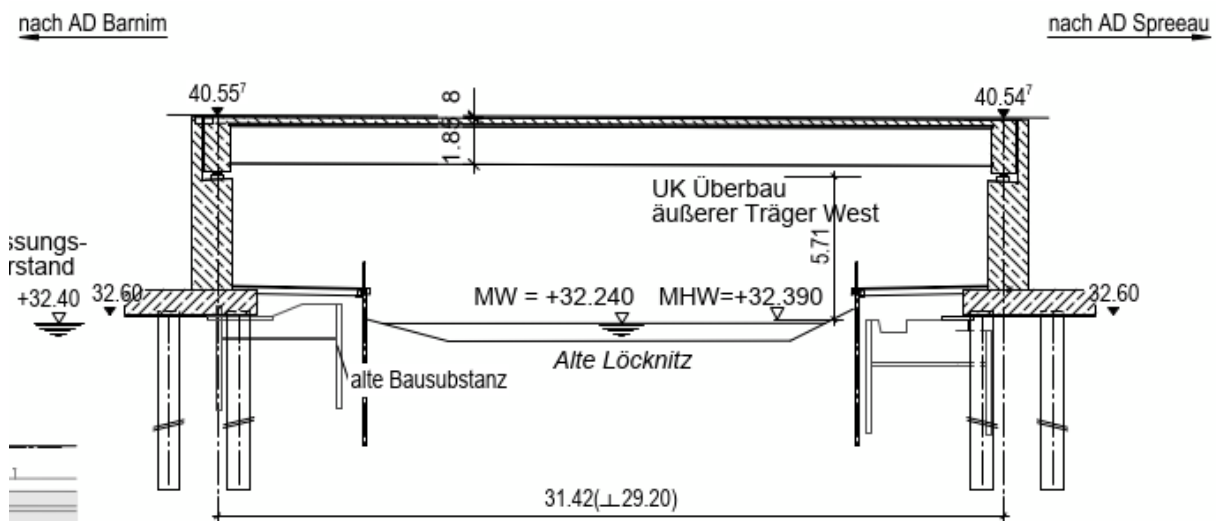 nach AD Barnim
nach AD Spreeau
40.55⁷
8
1.85
40.54⁷
UK Überbau
äußerer Träger West
5.71
ssungs-
rstand
+32.40
32.60
MW = +32.240
MHW=+32.390
32.60
Alte Löcknitz
alte Bausubstanz
31.42(⊥29.20)